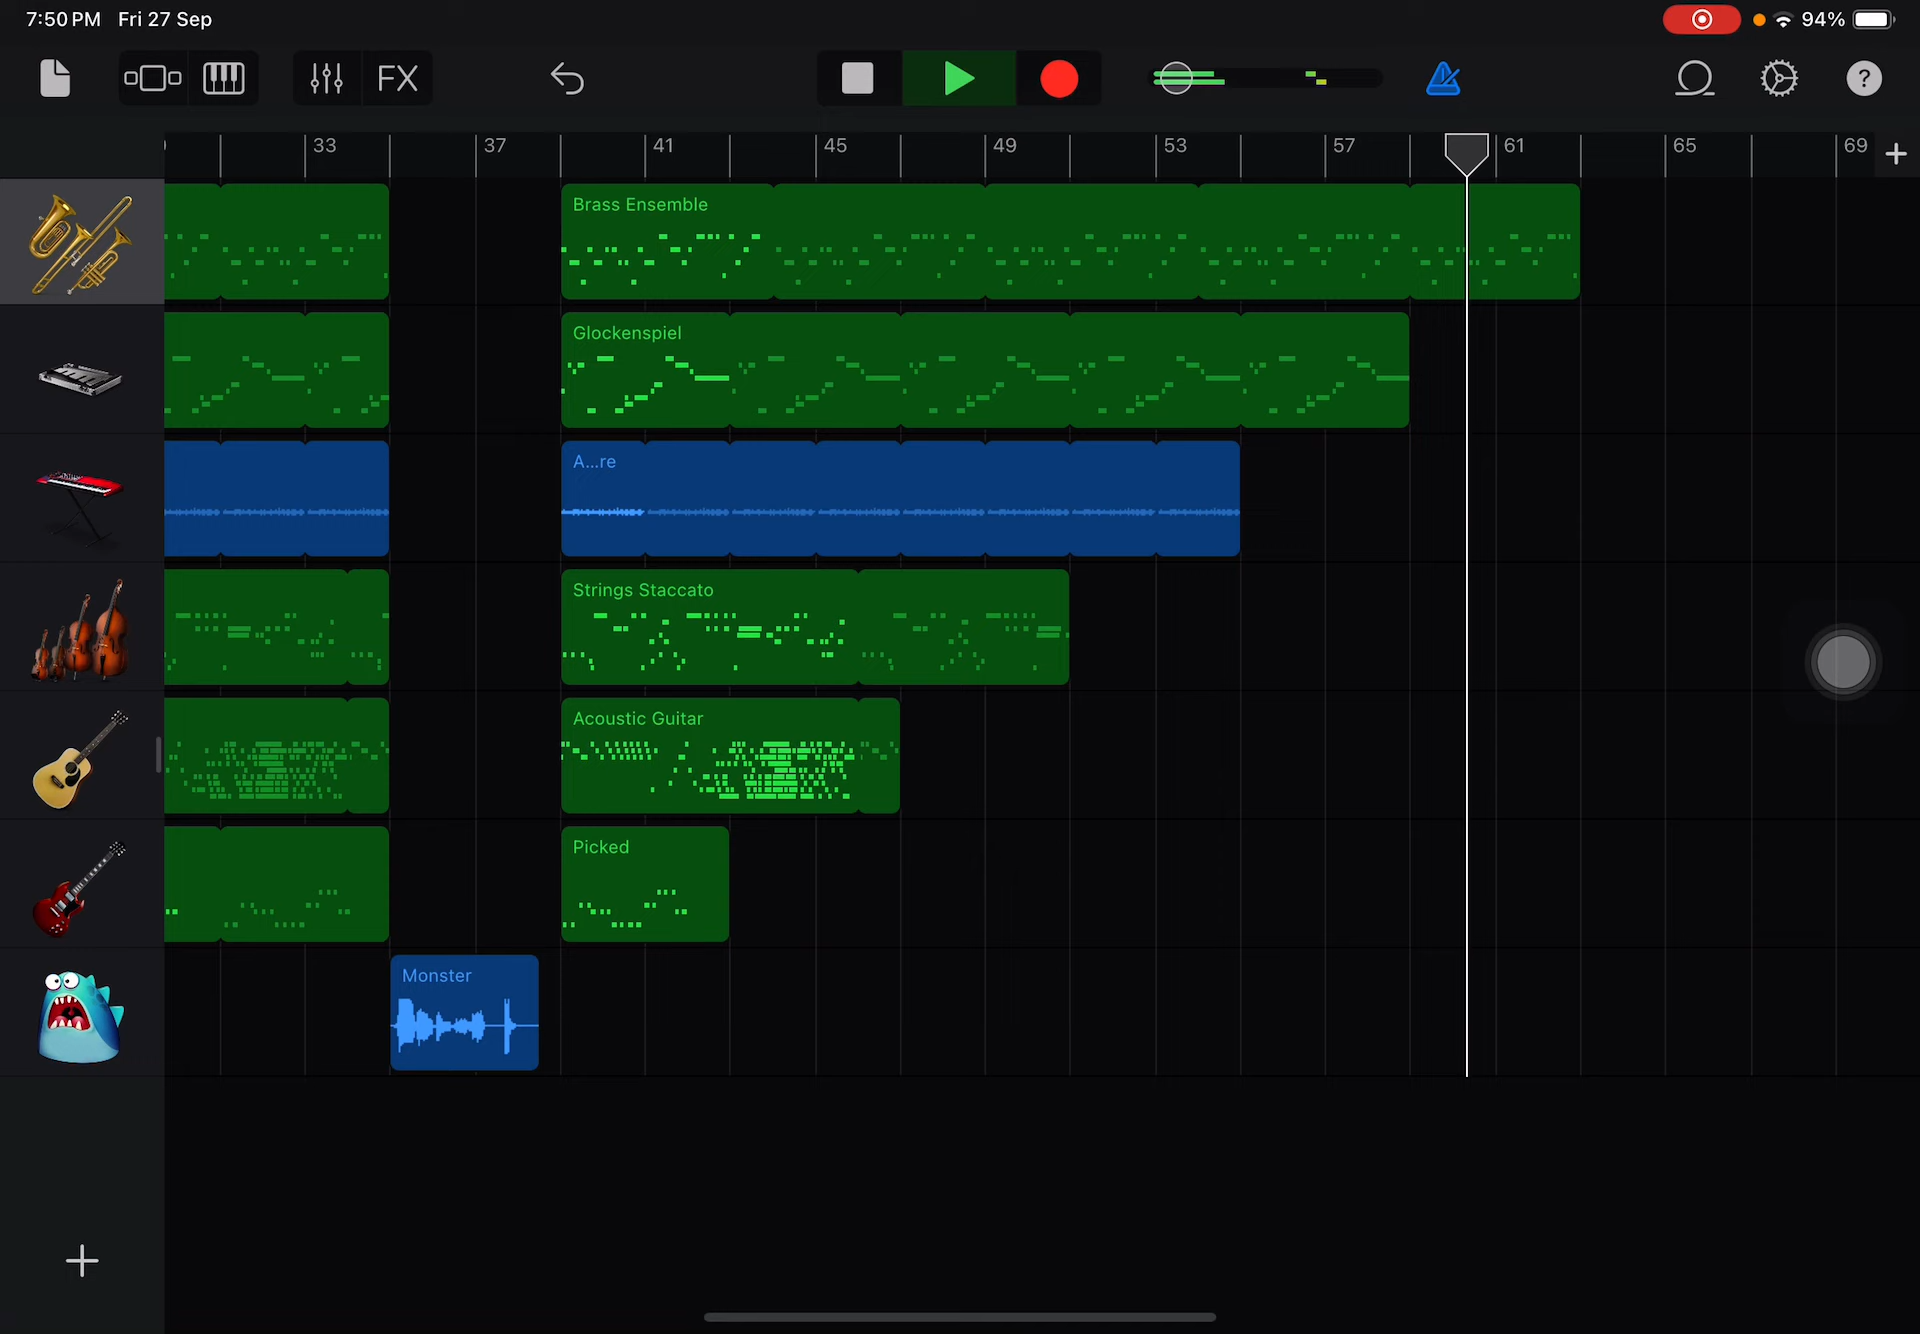 7:50 PM Fri 27 Sep
94%
FX
?
33 37 41 45 49 53 57 61 65 69
Brass Ensemble
Glockenspiel
A...re
Strings Staccato
Acoustic Guitar
Picked
Monster